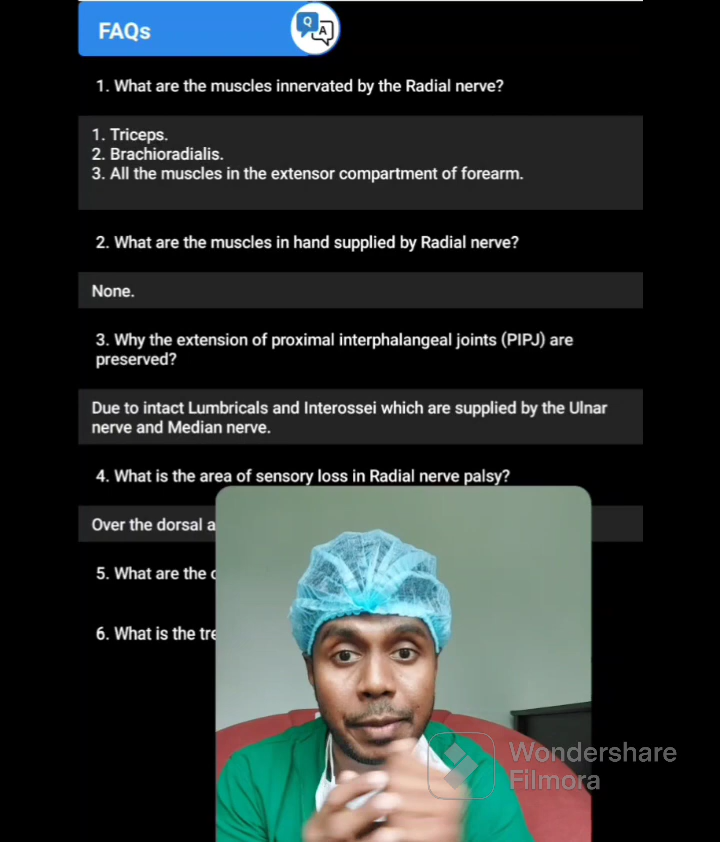 FAQs
Q
A
1. What are the muscles innervated by the Radial nerve?
1. Triceps.
2. Brachioradialis.
3. All the muscles in the extensor compartment of forearm.
2. What are the muscles in hand supplied by Radial nerve?
None.
3. Why the extension of proximal interphalangeal joints (PIPJ) are
preserved?
Due to intact Lumbricals and Interossei which are supplied by the Ulnar
nerve and Median nerve.
4. What is the area of sensory loss in Radial nerve palsy?
Over the dorsal
5. What are the
6. What is the
Wondershare
Filmora